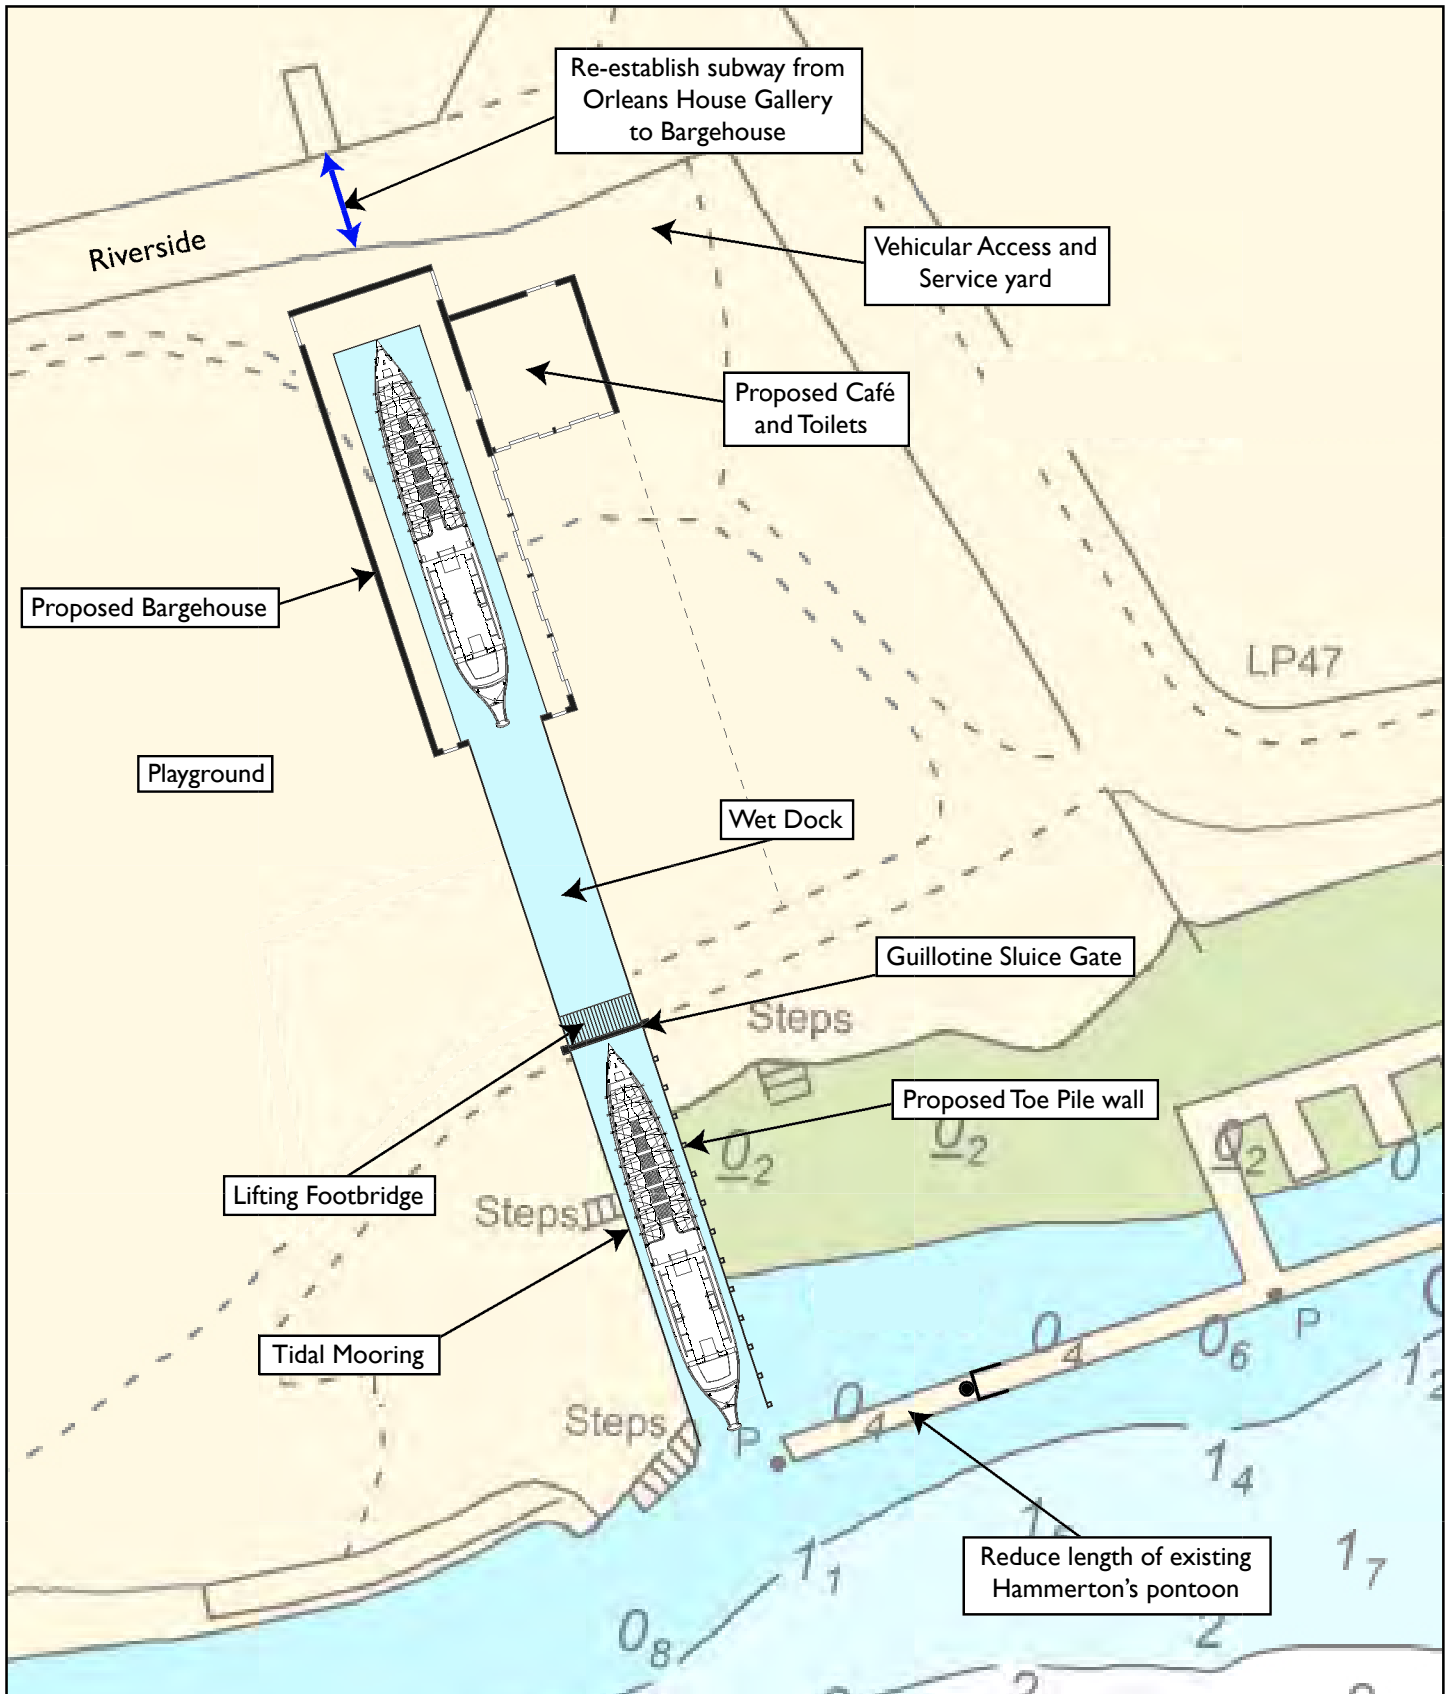 Re-establish subway from
Orleans House Gallery
to Bargehouse
Riverside
Vehicular Access and
Service yard
Proposed Café
and Toilets
Proposed Bargehouse
LP47
Playground
Wet Dock
Guillotine Sluice Gate
Steps
Proposed Toe Pile wall
0₂
0₂
0₂
0
Lifting Footbridge
Steps
Tidal Mooring
0₄
0₆
P
0₄
Steps
P
1₄
Reduce length of existing
Hammerton's pontoon
1₁
1₇
0₈
2